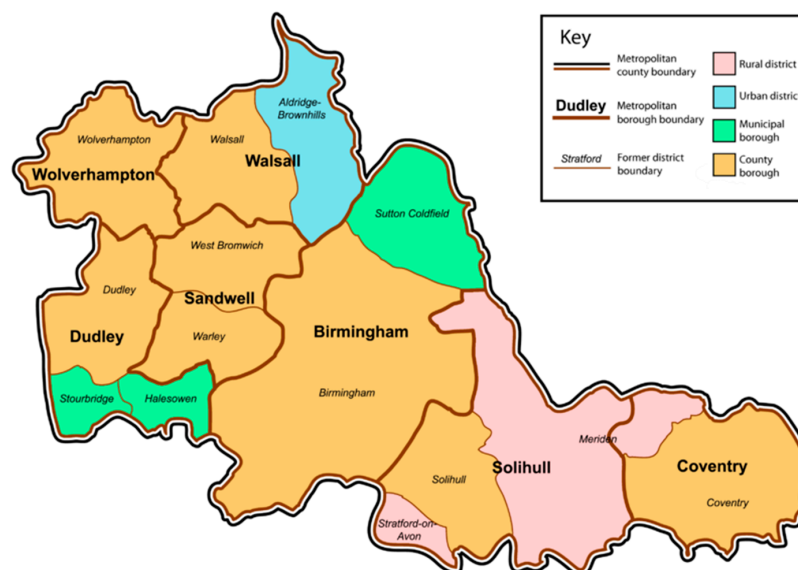 Key
Metropolitan
county boundary
Dudley
Metropolitan
borough boundary
Stratford
Former district
boundary
Rural district
Urban distric
Municipal
borough
County
borough
Aldridge-
Brownhills
Wolverhampton
Walsall
Walsall
Wolverhampton
Sutton Coldfield
West Bromwich
Dudley
Sandwell
Dudley
Warley
Birmingham
Birmingham
Stourbridge
Halesowen
Meriden
Solihull
Coventry
Solihull
Coventry
Stratford-on-
Avon